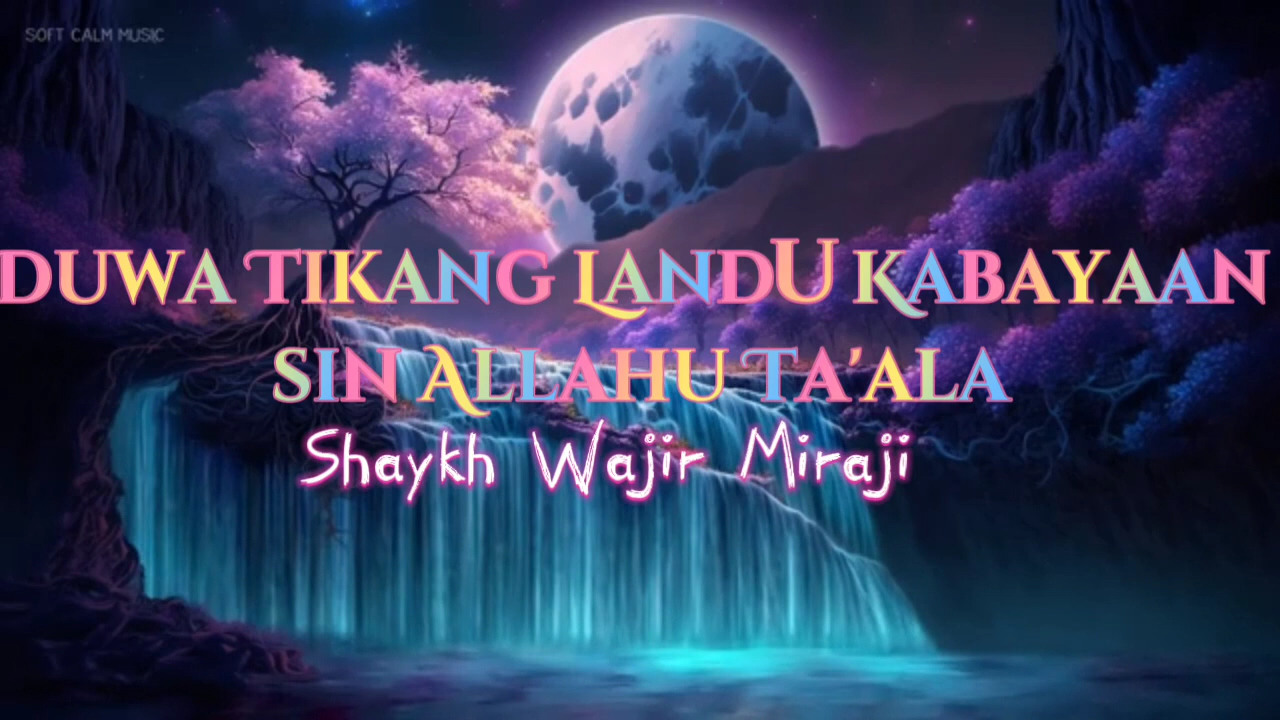 SOFT CALM MUSIC
DUWA TIKANG LANDU KABAYAAN
SIN ALLAHU TA'ALA
Shaykh Wajir Miraji